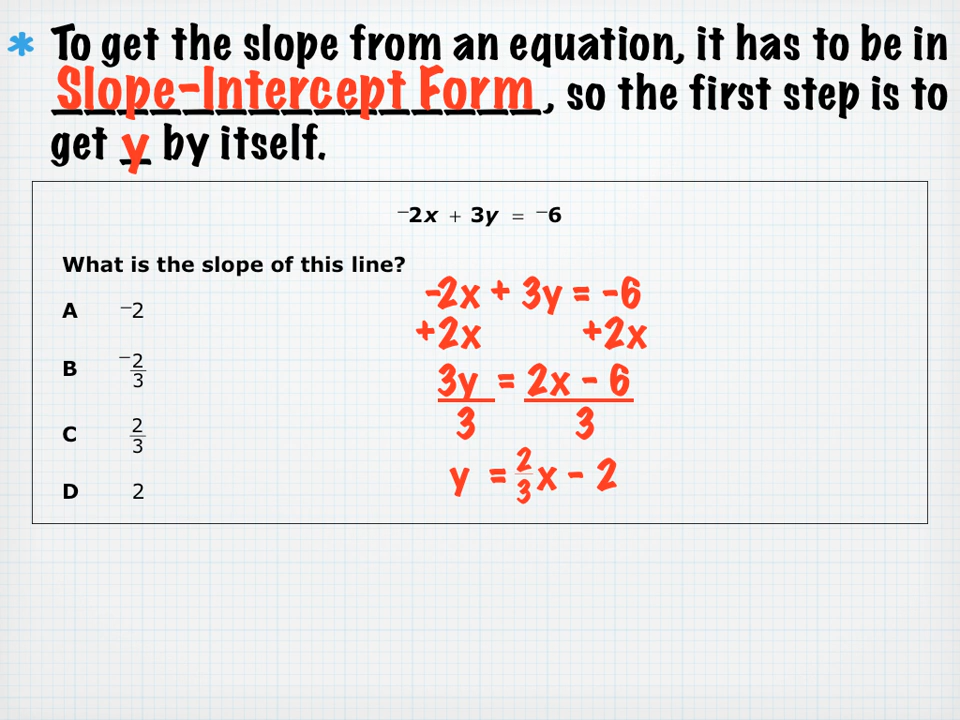 * To get the slope from an equation, it has to be in
Slope-Intercept Form, so the first step is to
get y by itself.
⁻2x + 3y = ⁻6
What is the slope of this line?
-2x + 3y = -6
A ⁻2
+2x +2x
B ⁻2/3
3y = 2x - 6
3 3
C 2/3
y = 2/3x - 2
D 2